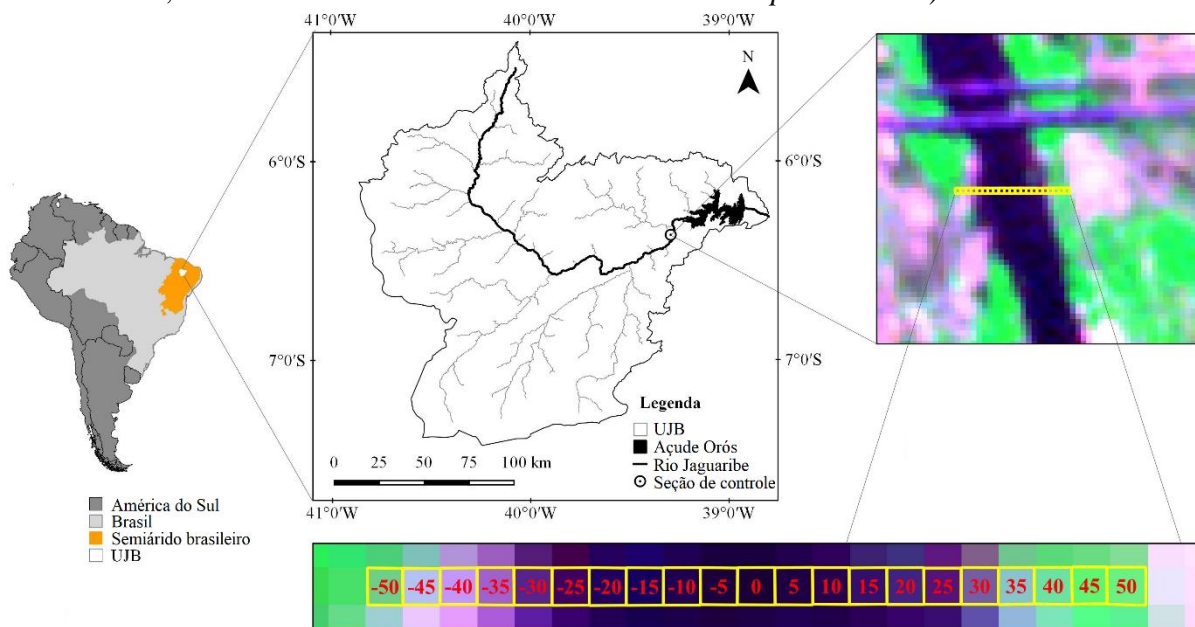 41°0'W 40°0'W 39°0'W
N
6°0'S 6°0'S
7°0'S 7°0'S
Legenda
UJB
Açude Orós
Rio Jaguaribe
Seção de controle
0 25 50 75 100 km
41°0'W 40°0'W 39°0'W
América do Sul
Brasil
Semiárido brasileiro
UJB
-50 -45 -40 -35 -30 -25 -20 -15 -10 -5 0 5 10 15 20 25 30 35 40 45 50